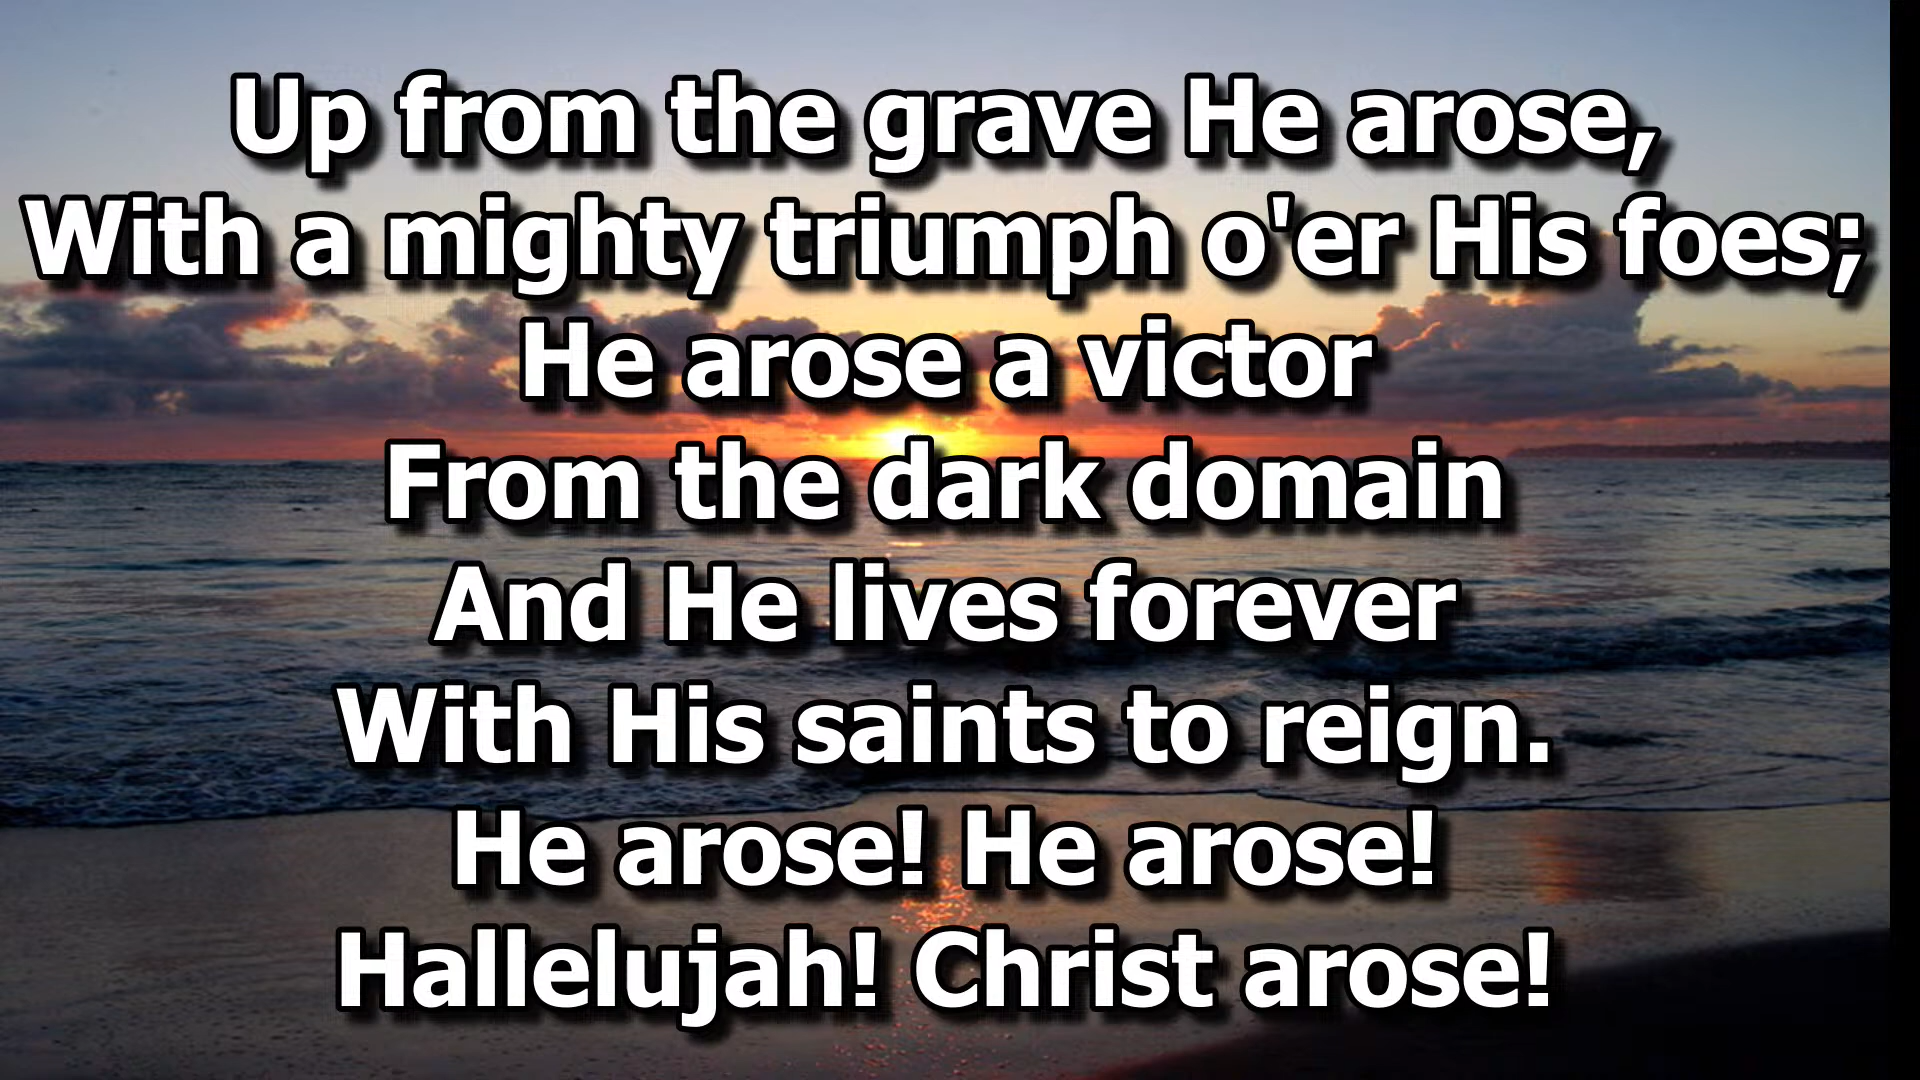 Up from the grave He arose,
With a mighty triumph o'er His foes;
He arose a victor
From the dark domain
And He lives forever
With His saints to reign.
He arose! He arose!
Hallelujah! Christ arose!